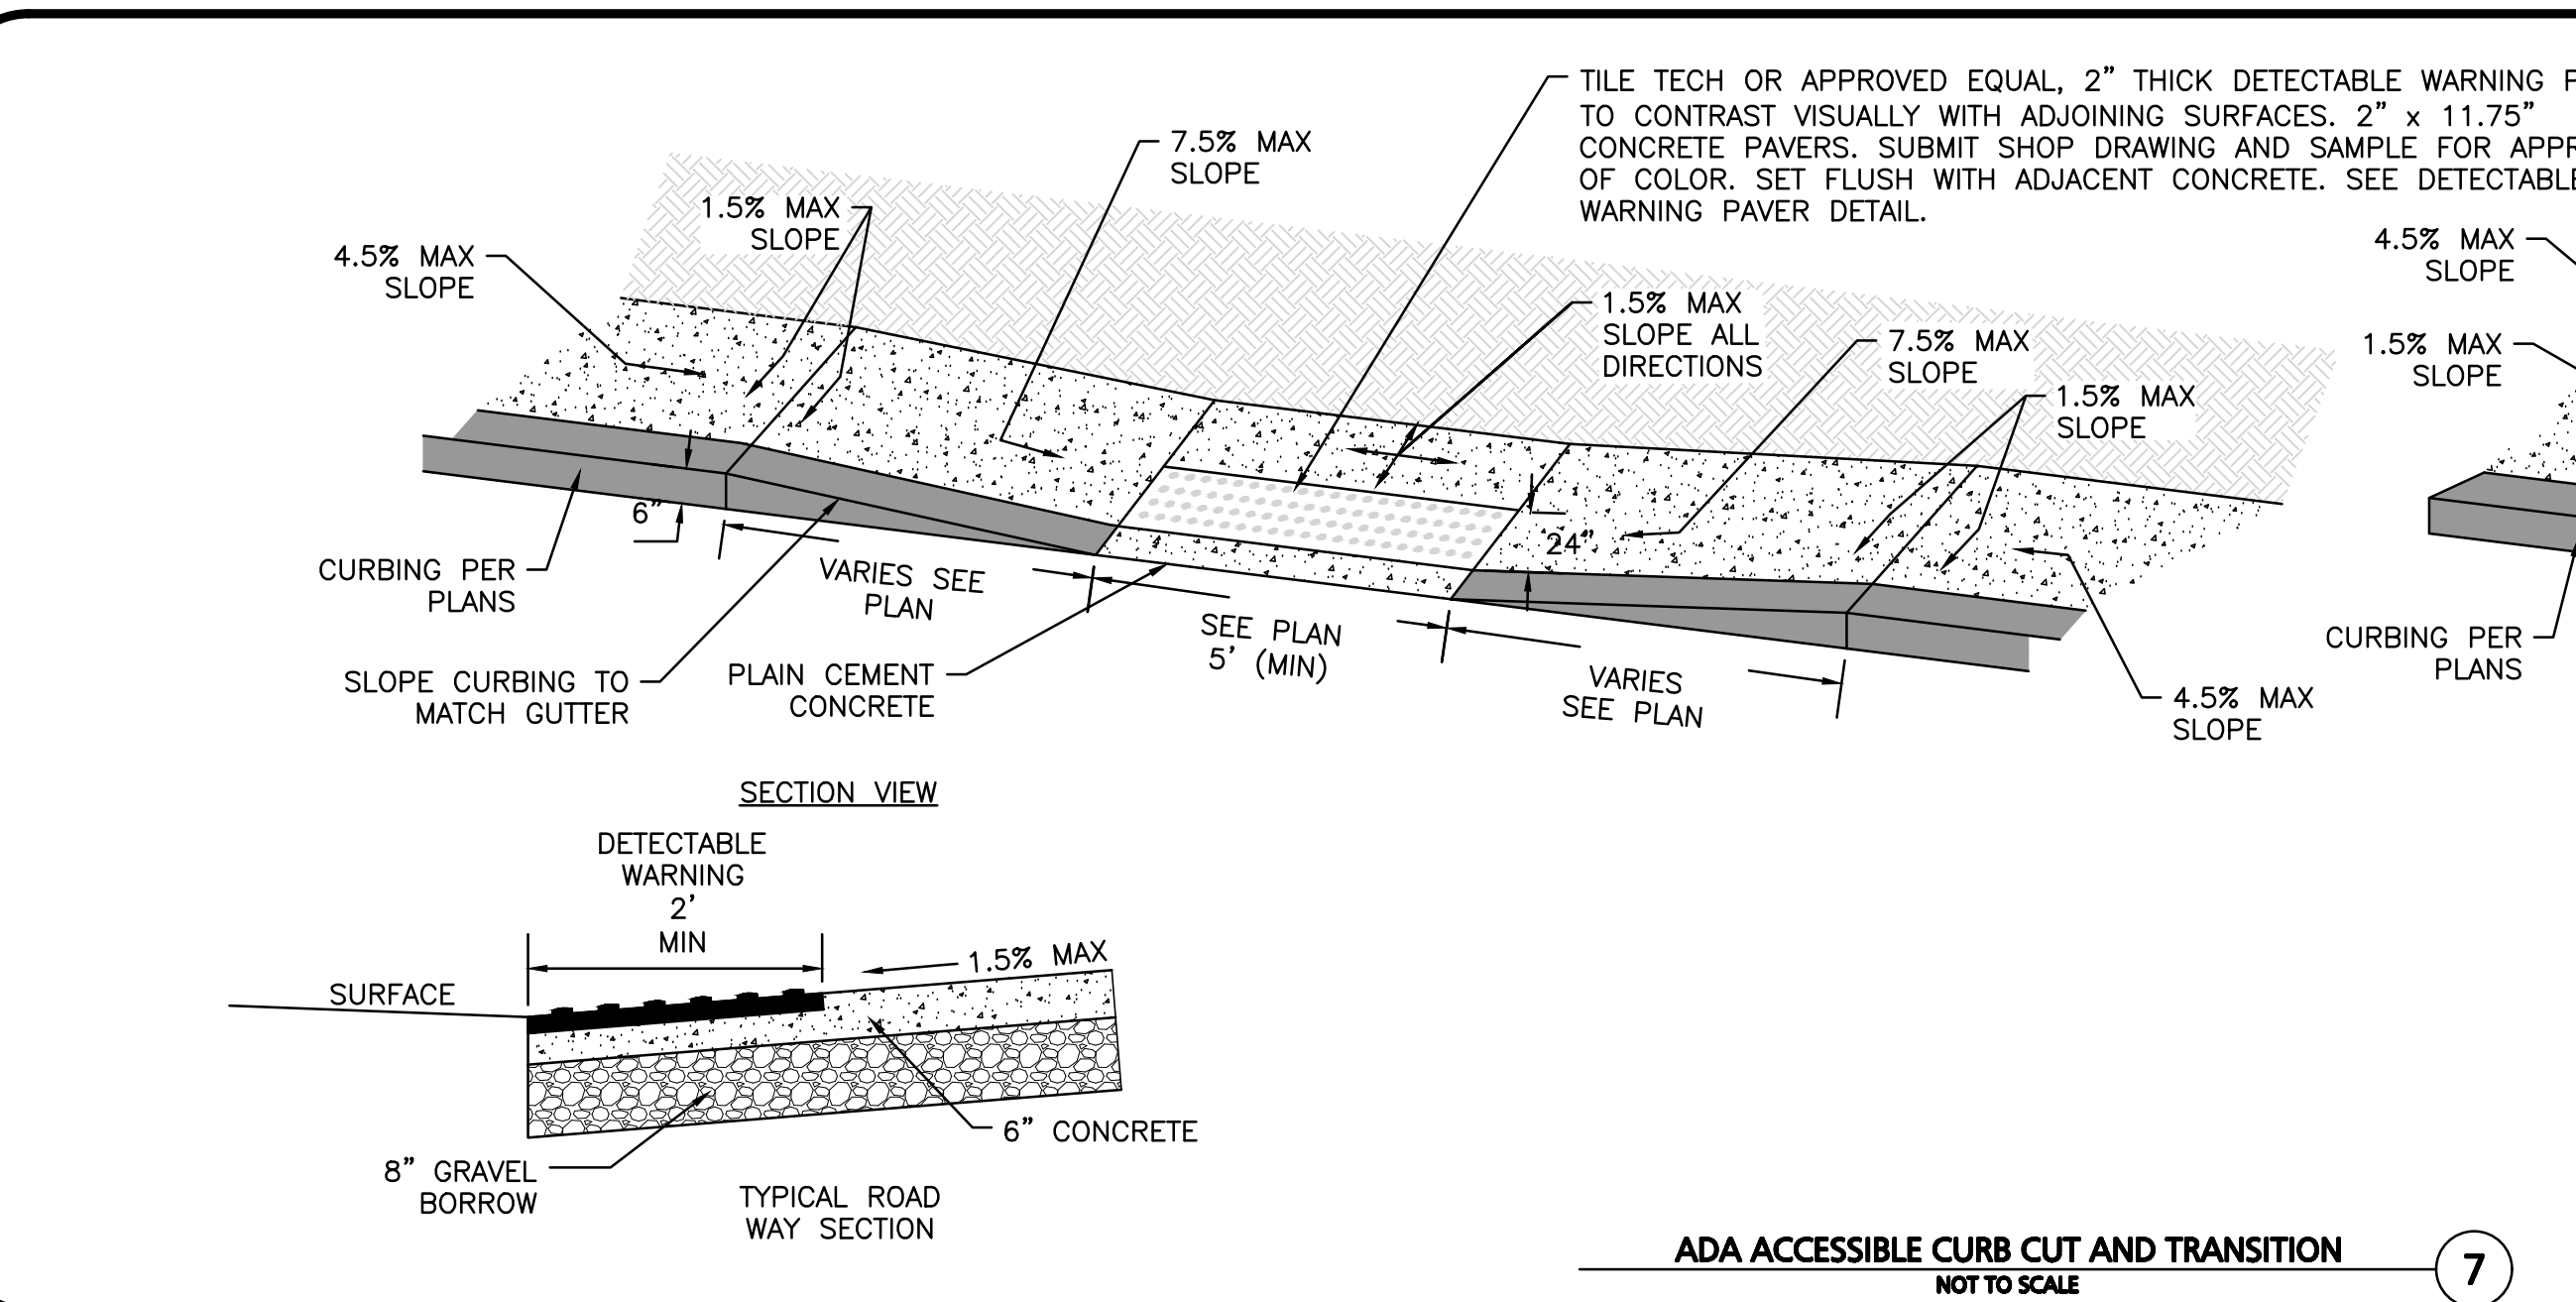 TILE TECH OR APPROVED EQUAL, 2” THICK DETECTABLE WARNING
TO CONTRAST VISUALLY WITH ADJOINING SURFACES. 2” x 11.75”
CONCRETE PAVERS. SUBMIT SHOP DRAWING AND SAMPLE FOR
OF COLOR. SET FLUSH WITH ADJACENT CONCRETE. SEE DETECTABLE
WARNING PAVER DETAIL.
7.5% MAX
SLOPE
1.5% MAX
SLOPE
4.5% MAX
SLOPE
1.5% MAX
SLOPE ALL
DIRECTIONS
7.5% MAX
SLOPE
1.5% MAX
SLOPE
4.5% MAX
SLOPE
1.5% MAX
SLOPE
6”
24”
CURBING PER
PLANS
VARIES SEE
PLAN
SEE PLAN
5’ (MIN)
VARIES
SEE PLAN
SLOPE CURBING TO
MATCH GUTTER
PLAIN CEMENT
CONCRETE
4.5% MAX
SLOPE
CURBING PER
PLANS
SECTION VIEW
DETECTABLE
WARNING
2’
MIN
1.5% MAX
SURFACE
6” CONCRETE
8” GRAVEL
BORROW
TYPICAL ROAD
WAY SECTION
ADA ACCESSIBLE CURB CUT AND TRANSITION
NOT TO SCALE
7